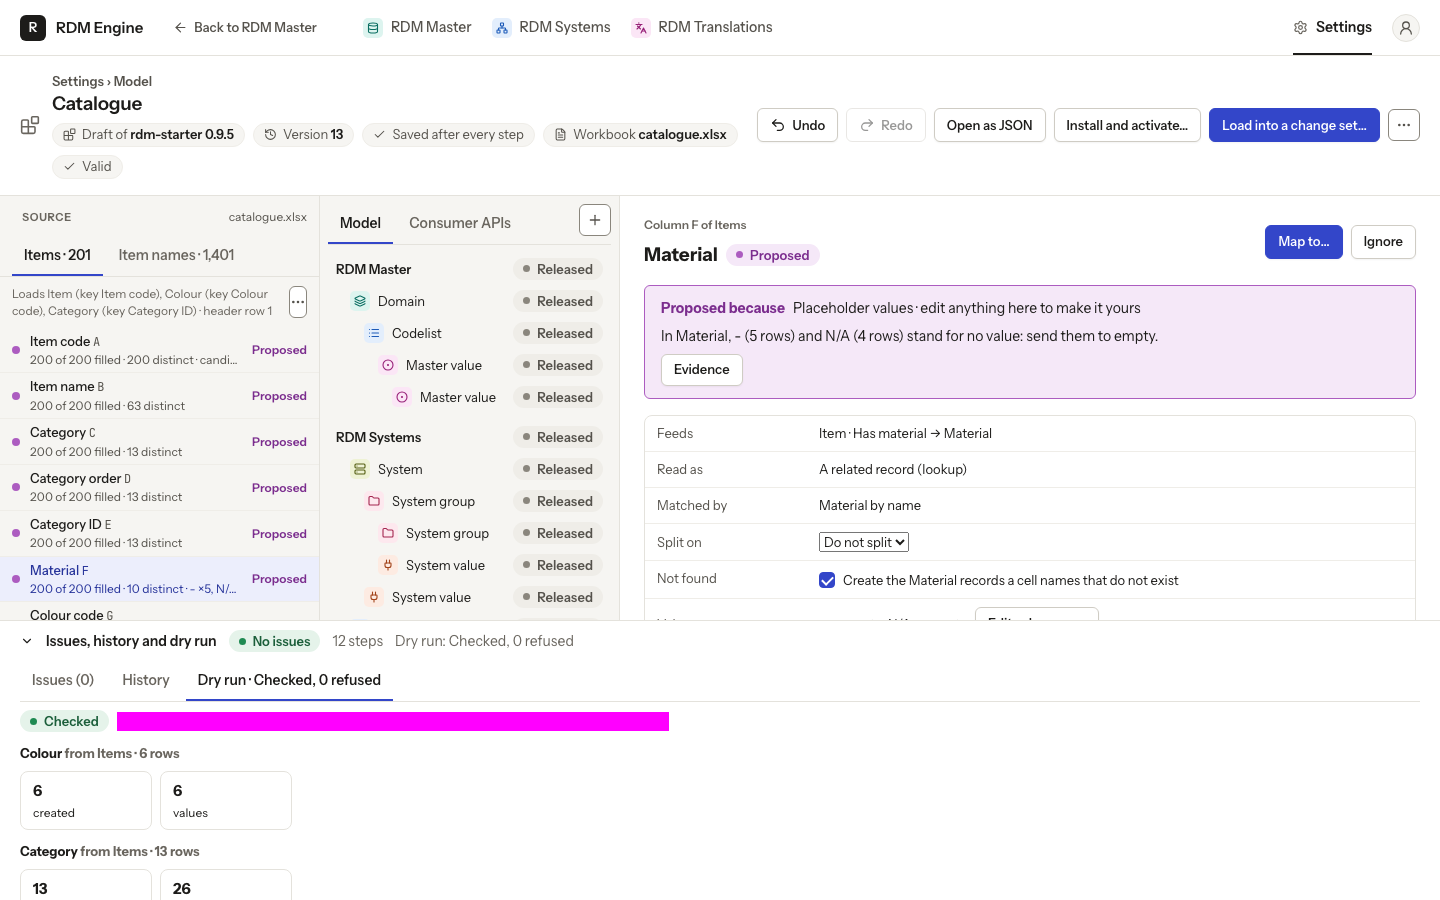 R RDM Engine
Back to RDM Master
RDM Master
RDM Systems
RDM Translations
Settings
Settings › Model
Catalogue
Draft of rdm-starter 0.9.5
Version 13
Saved after every step
Workbook catalogue.xlsx
Valid
Undo
Redo
Open as JSON
Install and activate...
Load into a change set...
SOURCE
catalogue.xlsx
Items · 201
Item names · 1,401
Loads Item (key Item code), Colour (key Colour
code), Category (key Category ID) · header row 1
Item code A
200 of 200 filled · 200 distinct · candi...
Proposed
Item name B
200 of 200 filled · 63 distinct
Proposed
Category C
200 of 200 filled · 13 distinct
Proposed
Category order D
200 of 200 filled · 13 distinct
Proposed
Category ID E
200 of 200 filled · 13 distinct
Proposed
Material F
200 of 200 filled · 10 distinct · - ×5, N/...
Proposed
Colour code G
Model
Consumer APIs
RDM Master Released
Domain Released
Codelist Released
Master value Released
Master value Released
RDM Systems Released
System Released
System group Released
System group Released
System value Released
System value Released
Column F of Items
Material
Proposed
Map to...
Ignore
Proposed because Placeholder values · edit anything here to make it yours
In Material, - (5 rows) and N/A (4 rows) stand for no value: send them to empty.
Evidence
Feeds Item · Has material → Material
Read as A related record (lookup)
Matched by Material by name
Split on Do not split
Not found Create the Material records a cell names that do not exist
Issues, history and dry run
No issues
12 steps
Dry run: Checked, 0 refused
Issues (0)
History
Dry run · Checked, 0 refused
Checked
Colour from Items · 6 rows
6
created
6
values
Category from Items · 13 rows
13
26